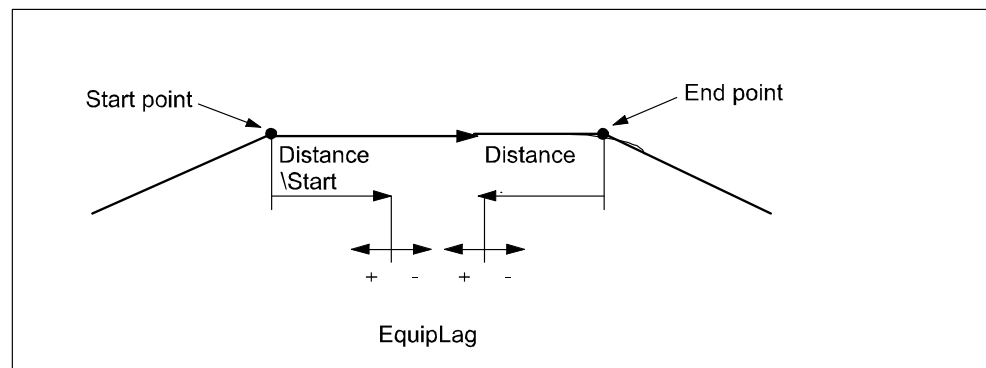 Start point
End point
Distance
\Start
Distance
+ - + -
EquipLag